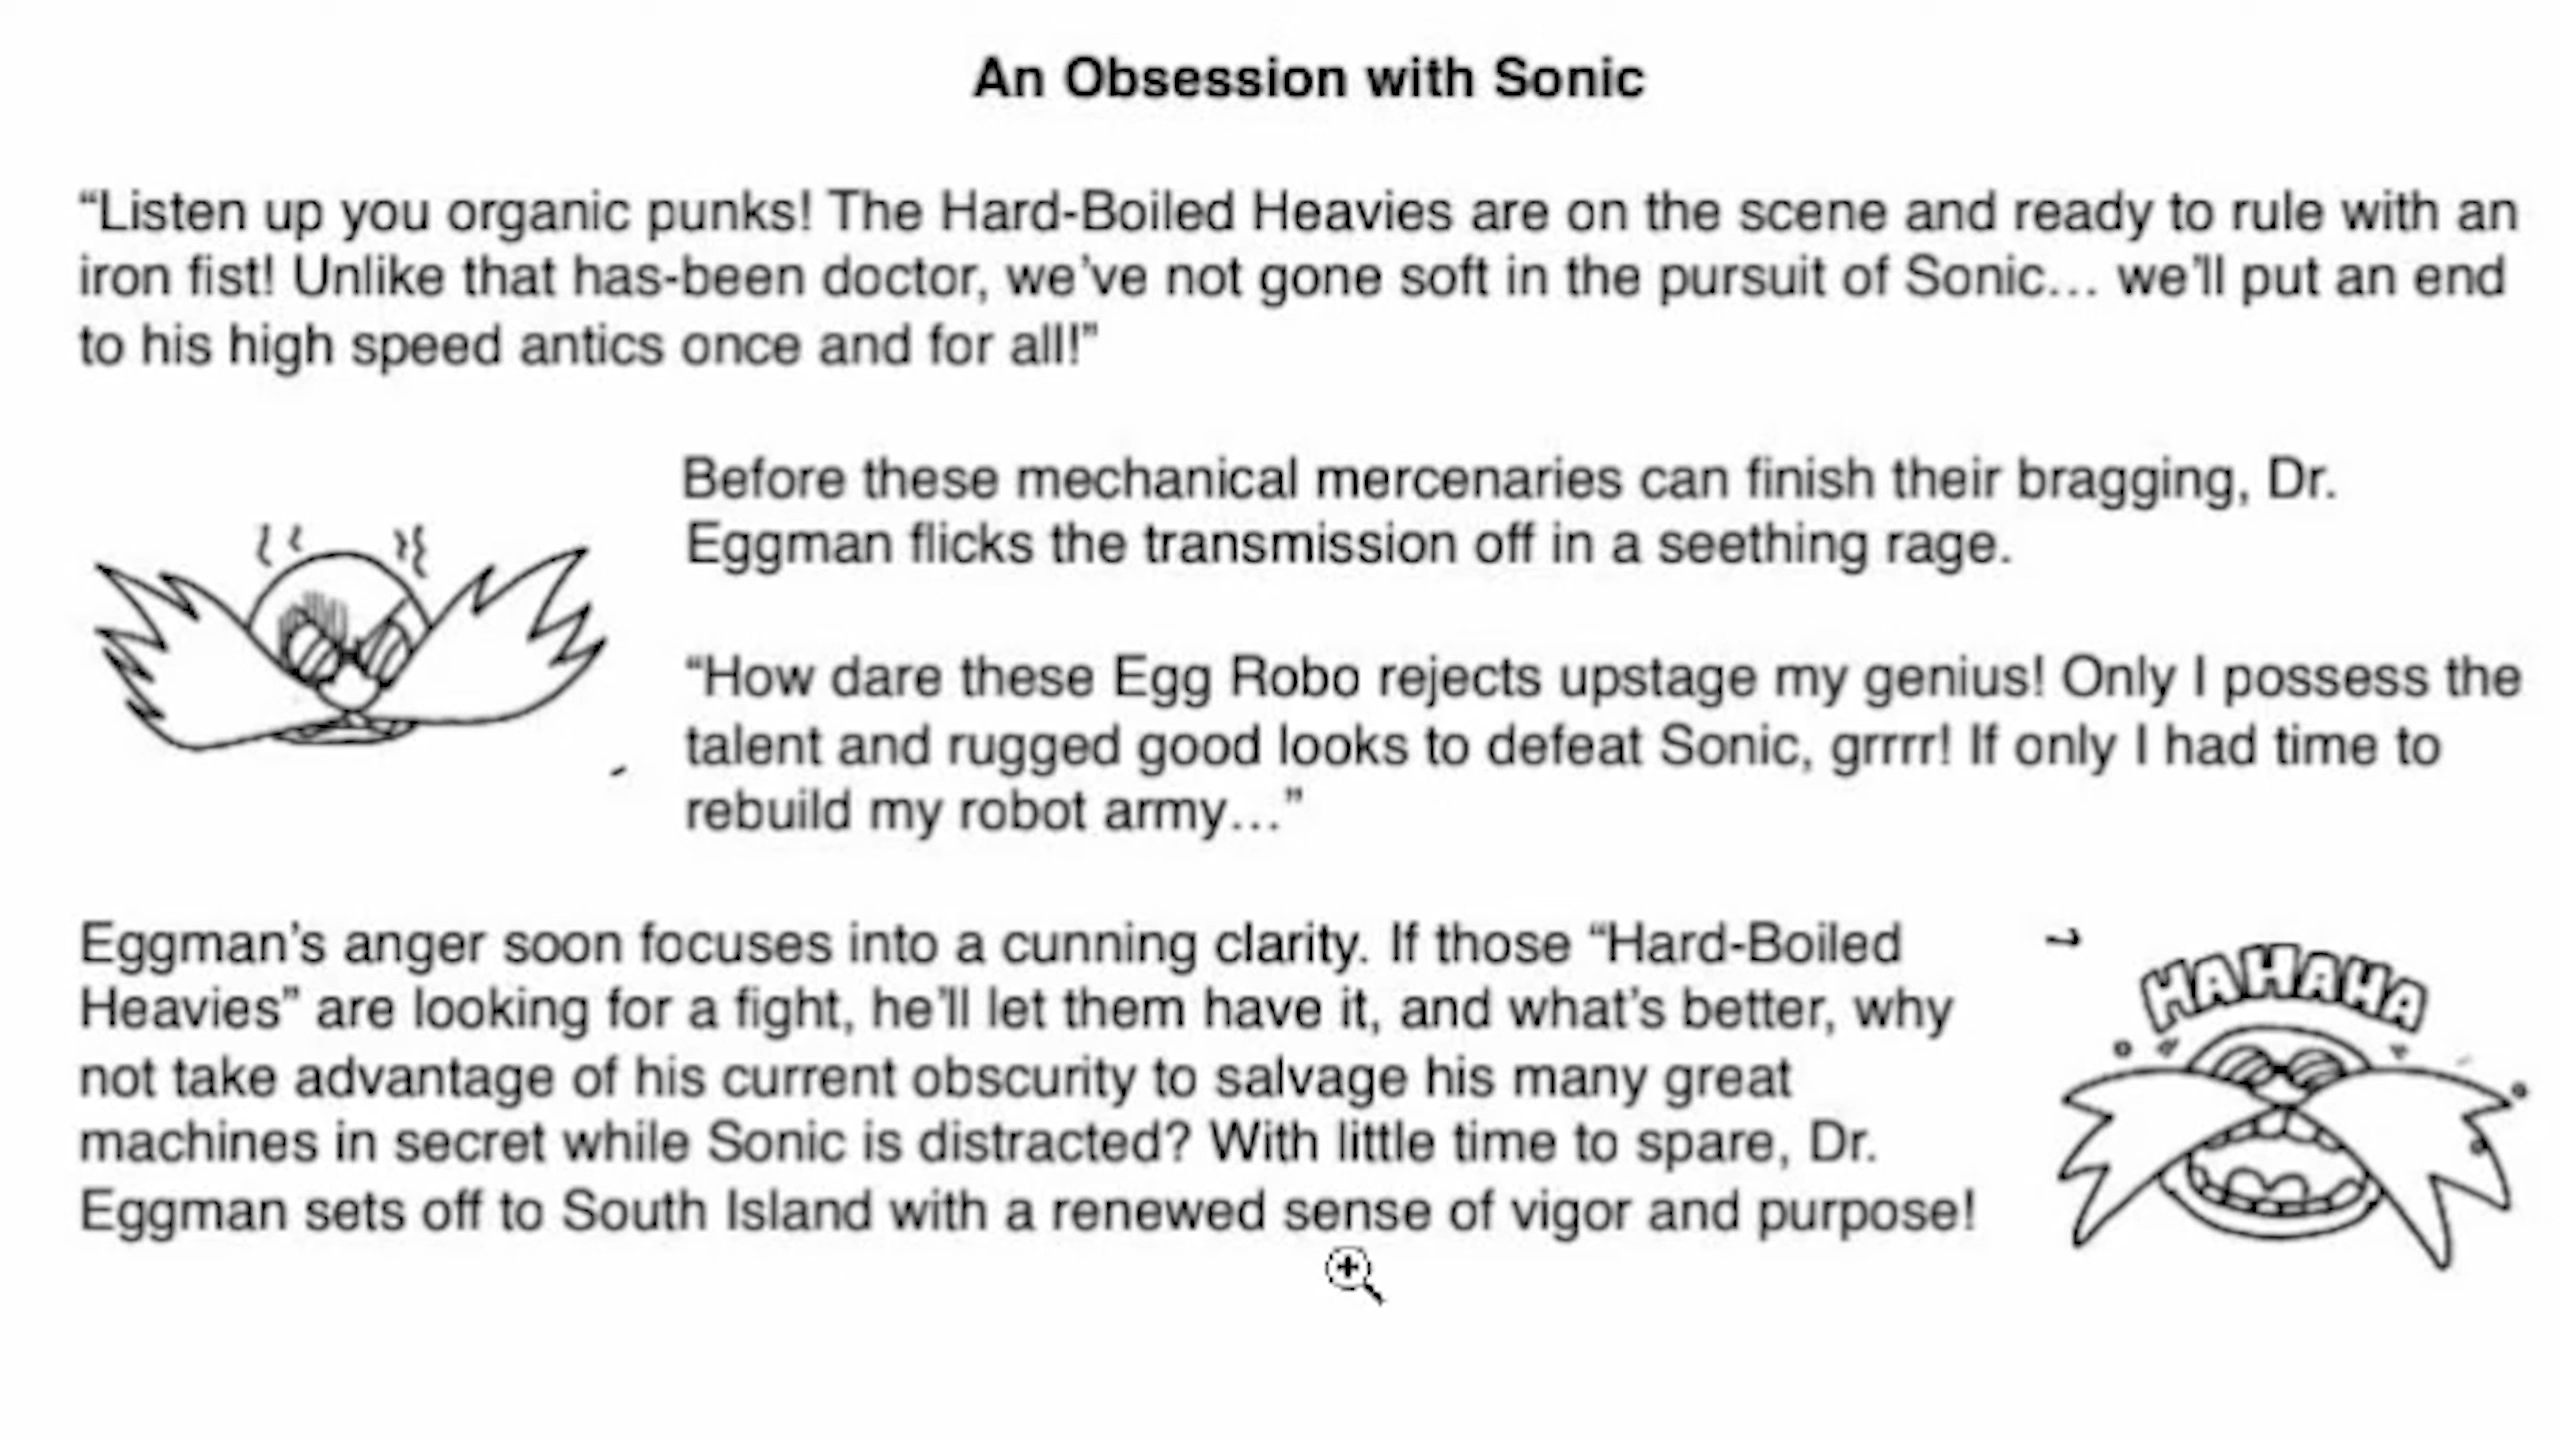 An Obsession with Sonic
“Listen up you organic punks! The Hard-Boiled Heavies are on the scene and ready to rule with an
iron fist! Unlike that has-been doctor, we’ve not gone soft in the pursuit of Sonic… we’ll put an end
to his high speed antics once and for all!”
Before these mechanical mercenaries can finish their bragging, Dr.
Eggman flicks the transmission off in a seething rage.
“How dare these Egg Robo rejects upstage my genius! Only I possess the
talent and rugged good looks to defeat Sonic, grrrr! If only I had time to
rebuild my robot army…”
Eggman’s anger soon focuses into a cunning clarity. If those “Hard-Boiled
Heavies” are looking for a fight, he’ll let them have it, and what’s better, why
not take advantage of his current obscurity to salvage his many great
machines in secret while Sonic is distracted? With little time to spare, Dr.
Eggman sets off to South Island with a renewed sense of vigor and purpose!
HAHAHA